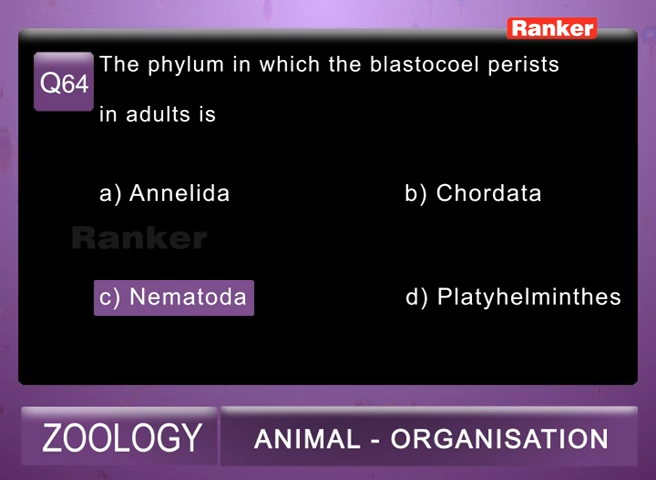 Ranker
Q64 The phylum in which the blastocoel perists
in adults is
a) Annelida b) Chordata
Ranker
c) Nematoda d) Platyhelminthes
ZOOLOGY ANIMAL - ORGANISATION